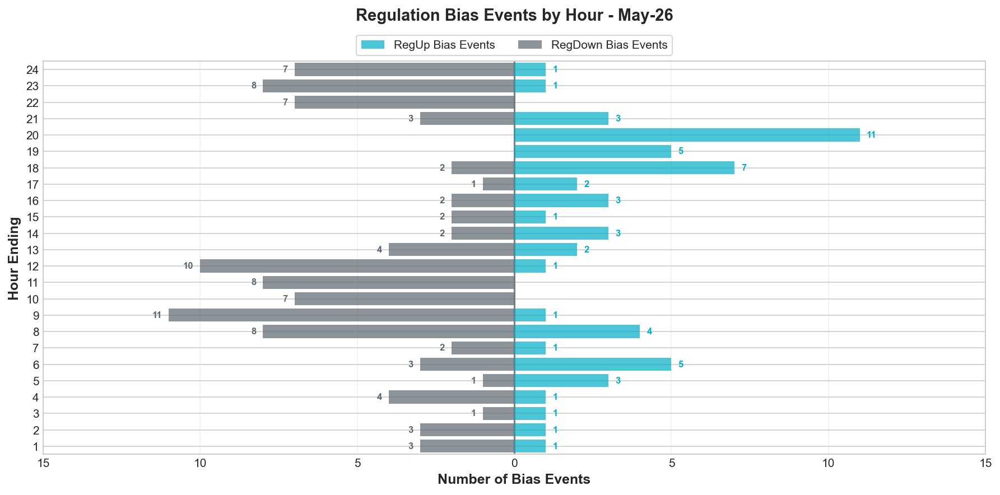 Regulation Bias Events by Hour - May-26
RegUp Bias Events RegDown Bias Events
24 7 1
23 8 1
22 7
21 3 3
20 11
19 5
18 2 7
17 1 2
16 2 3
15 2 1
14 2 3
13 4 2
12 10 1
11 8
10 7
9 11 1
8 8 4
7 2 1
6 3 5
5 1 3
4 4 1
3 1 1
2 3 1
1 3 1
Hour Ending
15 10 5 0 5 10 15
Number of Bias Events